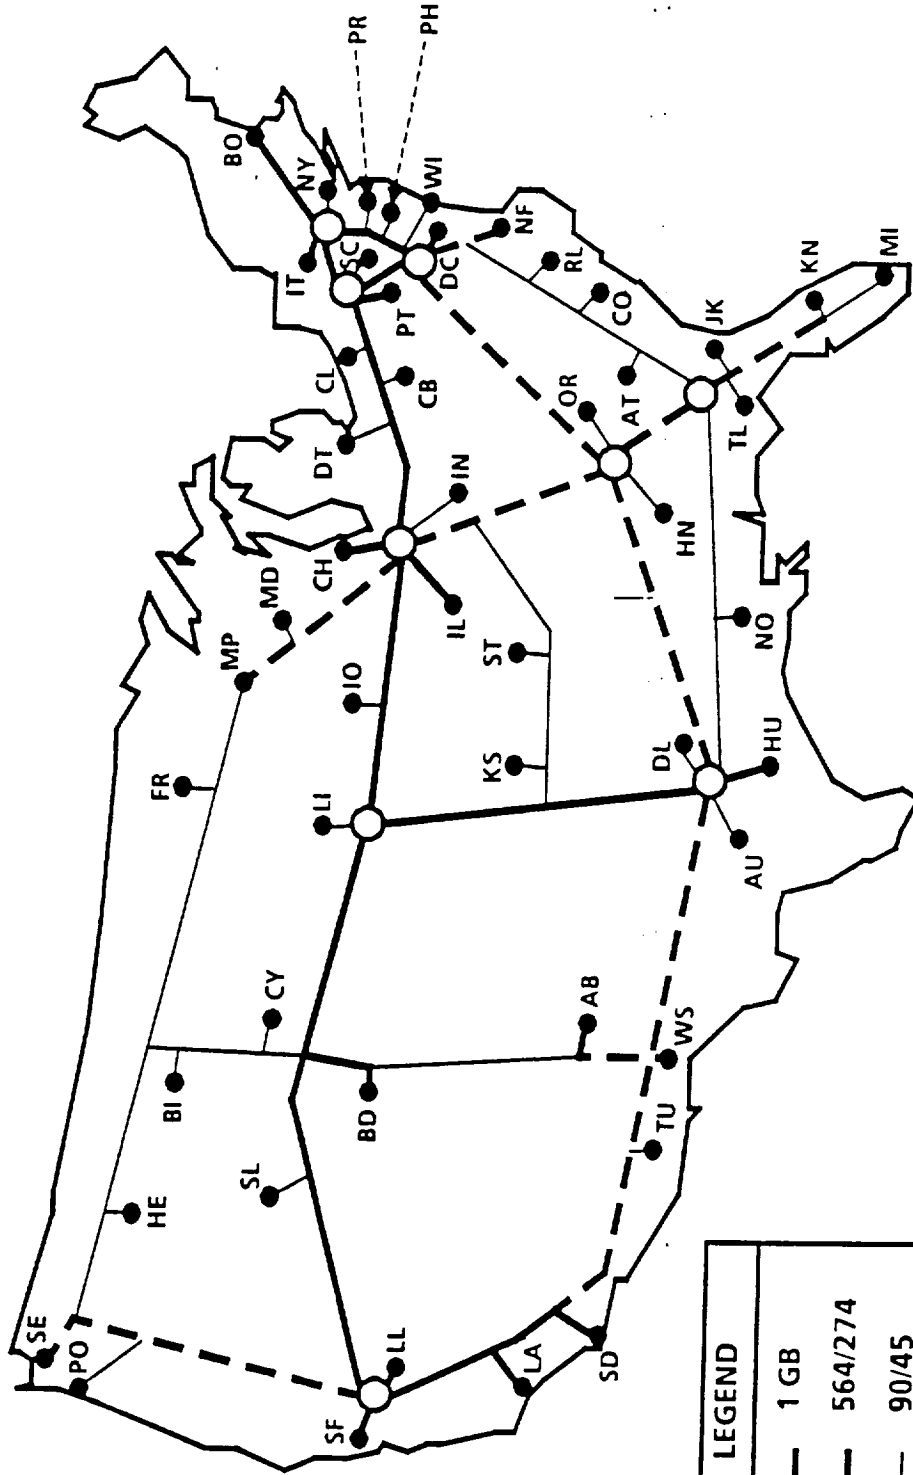 SE
PO
HE
BI
CY
FR
MP
MD
SL
SF
LL
LA
SD
BD
TU
WS
AB
LI
IO
KS
ST
DL
AU
HU
NO
CH
IL
IN
DT
CL
CB
PT
SC
IT
NY
BO
PR
PH
WI
DC
NF
RL
CO
AT
OR
HN
JK
TL
KN
MI
LEGEND
1 GB
564/274
90/45